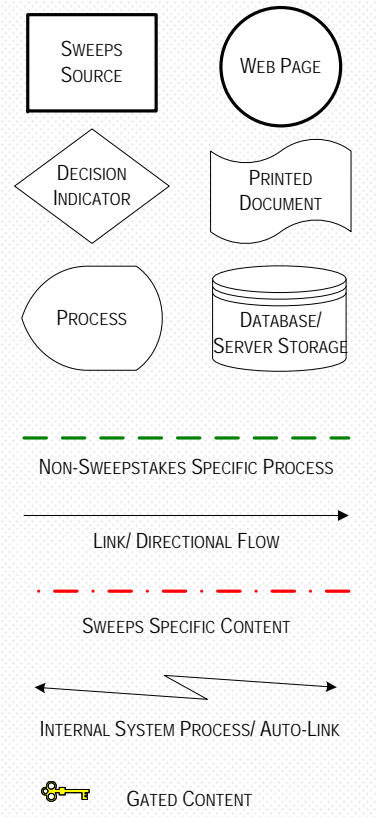 SWEEPS
SOURCE
WEB PAGE
DECISION
INDICATOR
PRINTED
DOCUMENT
PROCESS
DATABASE/
SERVER STORAGE
NON-SWEEPSTAKES SPECIFIC PROCESS
LINK/ DIRECTIONAL FLOW
SWEEPS SPECIFIC CONTENT
INTERNAL SYSTEM PROCESS/ AUTO-LINK
GATED CONTENT